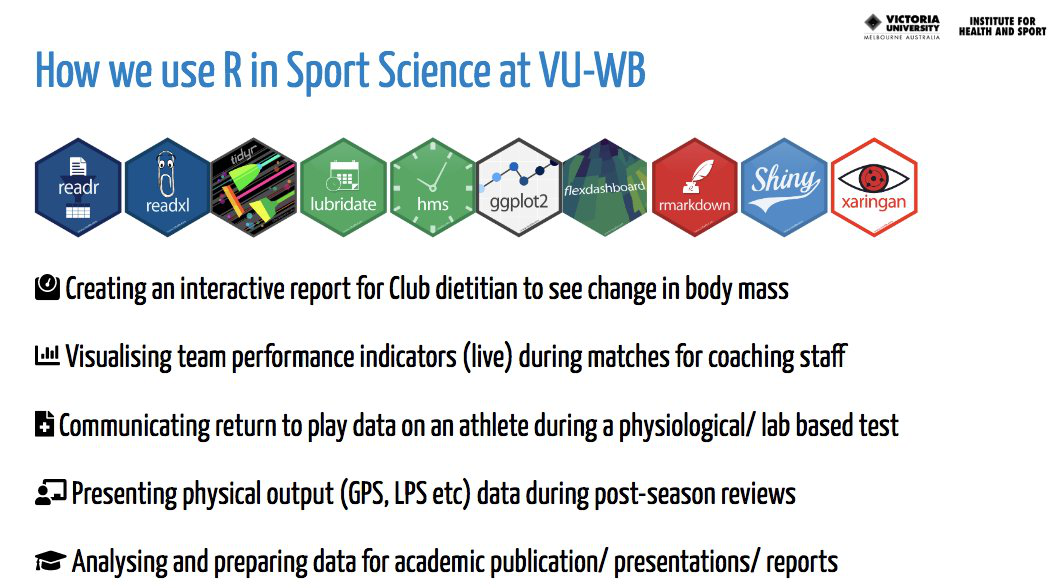 VICTORIA
UNIVERSITY
MELBOURNE AUSTRALIA
INSTITUTE FOR
HEALTH AND SPORT
How we use R in Sport Science at VU-WB
readr
readxl
tidyr
lubridate
hms
ggplot2
flexdashboard
rmarkdown
Shiny
xaringan
Creating an interactive report for Club dietitian to see change in body mass
Visualising team performance indicators (live) during matches for coaching staff
Communicating return to play data on an athlete during a physiological/ lab based test
Presenting physical output (GPS, LPS etc) data during post-season reviews
Analysing and preparing data for academic publication/ presentations/ reports